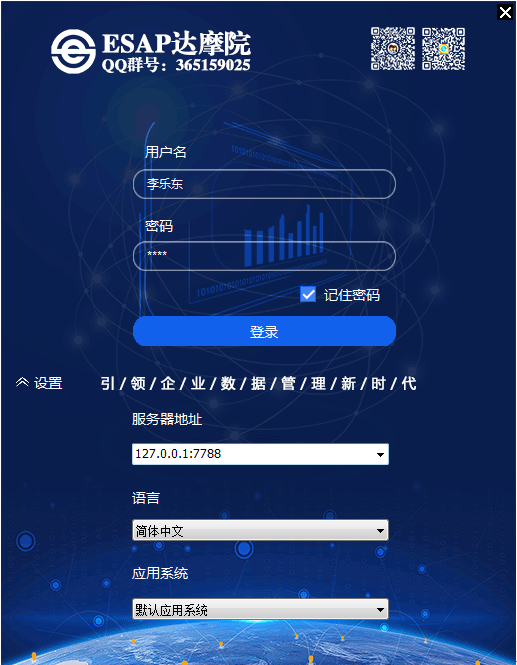 ESAP达摩院
QQ群号：365159025
用户名
李乐东
密码
****
记住密码
登录
设置
引/领/企/业/数/据/管/理/新/时/代
服务器地址
127.0.0.1:7788
语言
简体中文
应用系统
默认应用系统